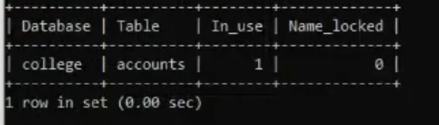 +----------+----------+--------+-------------+
| Database | Table    | In_use | Name_locked |
+----------+----------+--------+-------------+
| college  | accounts |      1 |           0 |
+----------+----------+--------+-------------+
1 row in set (0.00 sec)